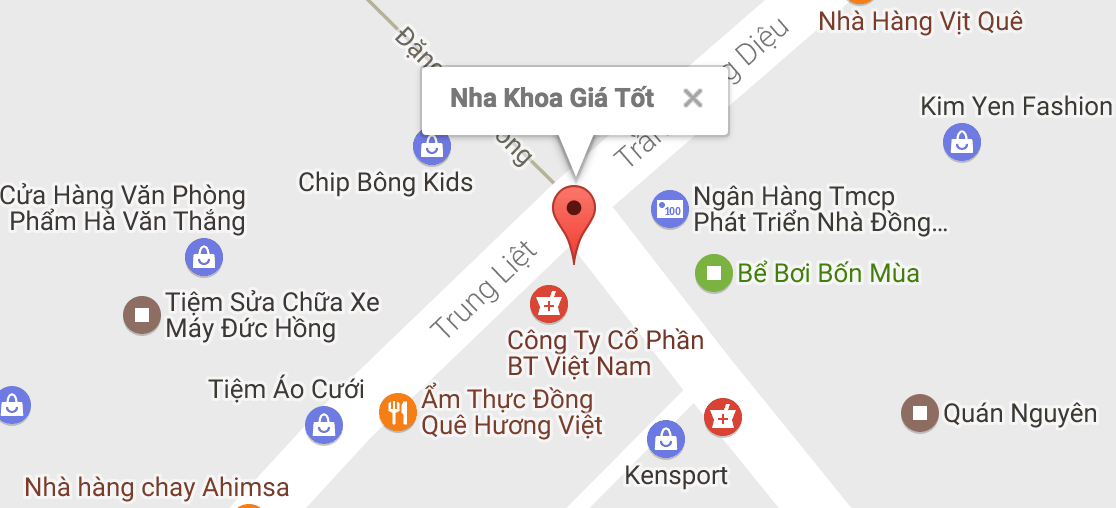 Nhà Hàng Vịt Quê
Nha Khoa Giá Tốt
Kim Yen Fashion
Chip Bông Kids
Cửa Hàng Văn Phòng
Phẩm Hà Văn Thắng
Ngân Hàng Tmcp
Phát Triển Nhà Đồng...
100
Bể Bơi Bốn Mùa
Trung Liệt
Tiệm Sửa Chữa Xe
Máy Đức Hồng
Công Ty Cổ Phần
BT Việt Nam
Tiệm Áo Cưới
Ẩm Thực Đồng
Quê Hương Việt
Quán Nguyên
Kensport
Nhà hàng chay Ahimsa